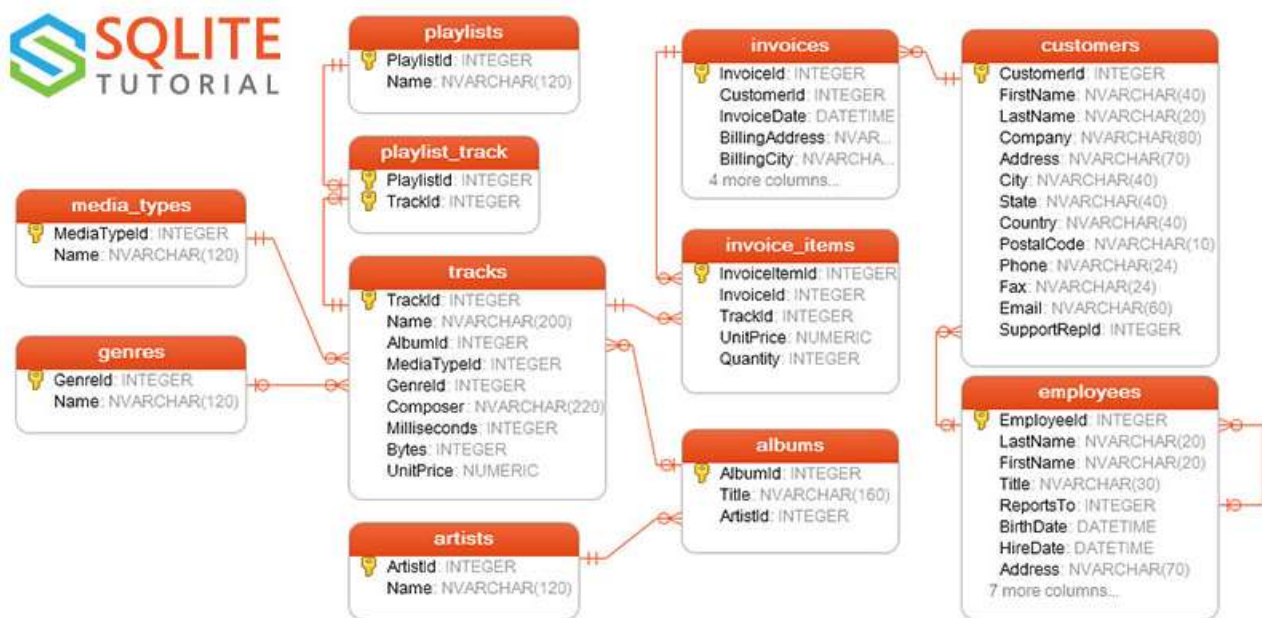 SQLITE
TUTORIAL
playlists
PlaylistId: INTEGER
Name: NVARCHAR(120)
playlist_track
PlaylistId: INTEGER
TrackId: INTEGER
media_types
MediaTypeId: INTEGER
Name: NVARCHAR(120)
genres
GenreId: INTEGER
Name: NVARCHAR(120)
tracks
TrackId: INTEGER
Name: NVARCHAR(200)
AlbumId: INTEGER
MediaTypeId: INTEGER
GenreId: INTEGER
Composer: NVARCHAR(220)
Milliseconds: INTEGER
Bytes: INTEGER
UnitPrice: NUMERIC
artists
ArtistId: INTEGER
Name: NVARCHAR(120)
invoices
InvoiceId: INTEGER
CustomerId: INTEGER
InvoiceDate: DATETIME
BillingAddress: NVAR...
BillingCity: NVARCHA...
4 more columns...
invoice_items
InvoiceItemId: INTEGER
InvoiceId: INTEGER
TrackId: INTEGER
UnitPrice: NUMERIC
Quantity: INTEGER
albums
AlbumId: INTEGER
Title: NVARCHAR(160)
ArtistId: INTEGER
customers
CustomerId: INTEGER
FirstName: NVARCHAR(40)
LastName: NVARCHAR(20)
Company: NVARCHAR(80)
Address: NVARCHAR(70)
City: NVARCHAR(40)
State: NVARCHAR(40)
Country: NVARCHAR(40)
PostalCode: NVARCHAR(10)
Phone: NVARCHAR(24)
Fax: NVARCHAR(24)
Email: NVARCHAR(60)
SupportRepId: INTEGER
employees
EmployeeId: INTEGER
LastName: NVARCHAR(20)
FirstName: NVARCHAR(20)
Title: NVARCHAR(30)
ReportsTo: INTEGER
BirthDate: DATETIME
HireDate: DATETIME
Address: NVARCHAR(70)
7 more columns...